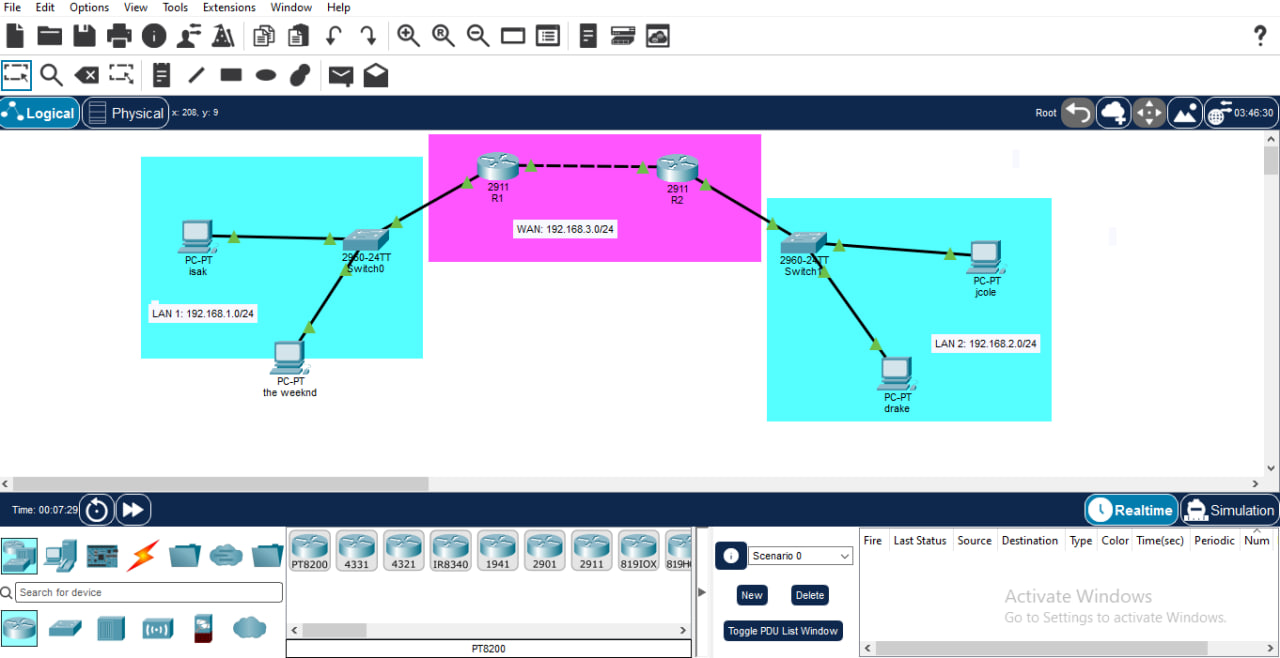 File Edit Options View Tools Extensions Window Help
Logical Physical x: 208, y: 9 Root 03:46:30
2911
R1
2911
R2
WAN: 192.168.3.0/24
PC-PT
isak
2960-24TT
Switch0
LAN 1: 192.168.1.0/24
PC-PT
the weeknd
2960-24TT
Switch1
PC-PT
jcole
LAN 2: 192.168.2.0/24
PC-PT
drake
Time: 00:07:29 Realtime Simulation
PT8200 4331 4321 IR8340 1941 2901 2911 819IOX 819H
Search for device
PT8200
Scenario 0
New Delete
Toggle PDU List Window
Fire Last Status Source Destination Type Color Time(sec) Periodic Num
Activate Windows
Go to Settings to activate Windows.